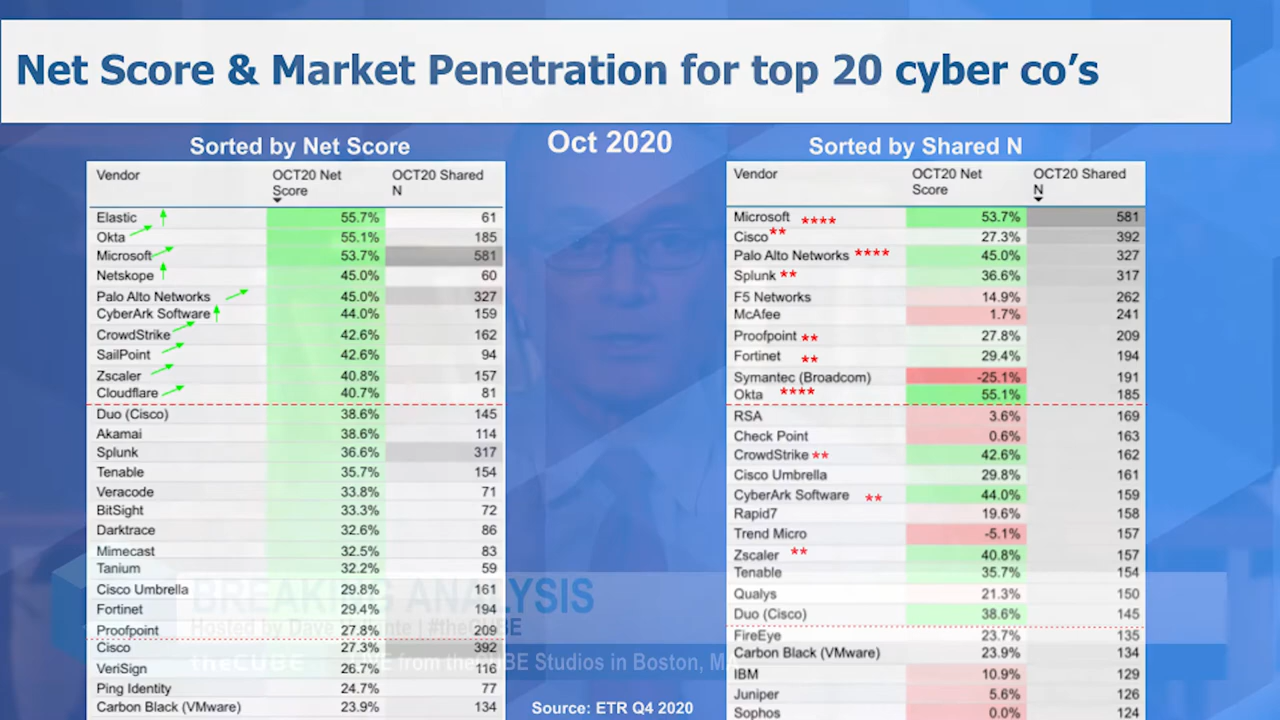 Net Score & Market Penetration for top 20 cyber co's
Sorted by Net Score
Oct 2020
Sorted by Shared N
Vendor OCT20 Net Score OCT20 Shared N
Elastic 55.7% 61
Okta 55.1% 185
Microsoft 53.7% 581
Netskope 45.0% 60
Palo Alto Networks 45.0% 327
CyberArk Software 44.0% 159
CrowdStrike 42.6% 162
SailPoint 42.6% 94
Zscaler 40.8% 157
Cloudflare 40.7% 81
Duo (Cisco) 38.6% 145
Akamai 38.6% 114
Splunk 36.6% 317
Tenable 35.7% 154
Veracode 33.8% 71
BitSight 33.3% 72
Darktrace 32.6% 86
Mimecast 32.5% 83
Tanium 32.2% 59
Cisco Umbrella 29.8% 161
Fortinet 29.4% 194
Proofpoint 27.8% 209
Cisco 27.3% 392
VeriSign 26.7% 116
Ping Identity 24.7% 77
Carbon Black (VMware) 23.9% 134
Vendor OCT20 Net Score OCT20 Shared N
Microsoft **** 53.7% 581
Cisco ** 27.3% 392
Palo Alto Networks **** 45.0% 327
Splunk ** 36.6% 317
F5 Networks 14.9% 262
McAfee 1.7% 241
Proofpoint ** 27.8% 209
Fortinet ** 29.4% 194
Symantec (Broadcom) -25.1% 191
Okta **** 55.1% 185
RSA 3.6% 169
Check Point 0.6% 163
CrowdStrike ** 42.6% 162
Cisco Umbrella 29.8% 161
CyberArk Software ** 44.0% 159
Rapid7 19.6% 158
Trend Micro -5.1% 157
Zscaler ** 40.8% 157
Tenable 35.7% 154
Qualys 21.3% 150
Duo (Cisco) 38.6% 145
FireEye 23.7% 135
Carbon Black (VMware) 23.9% 134
IBM 10.9% 129
Juniper 5.6% 126
Sophos 0.0% 124
BREAKING ANALYSIS
Hosted by Dave | #theCUBE
theCUBE from theCUBE Studios in Boston, MA
Source: ETR Q4 2020